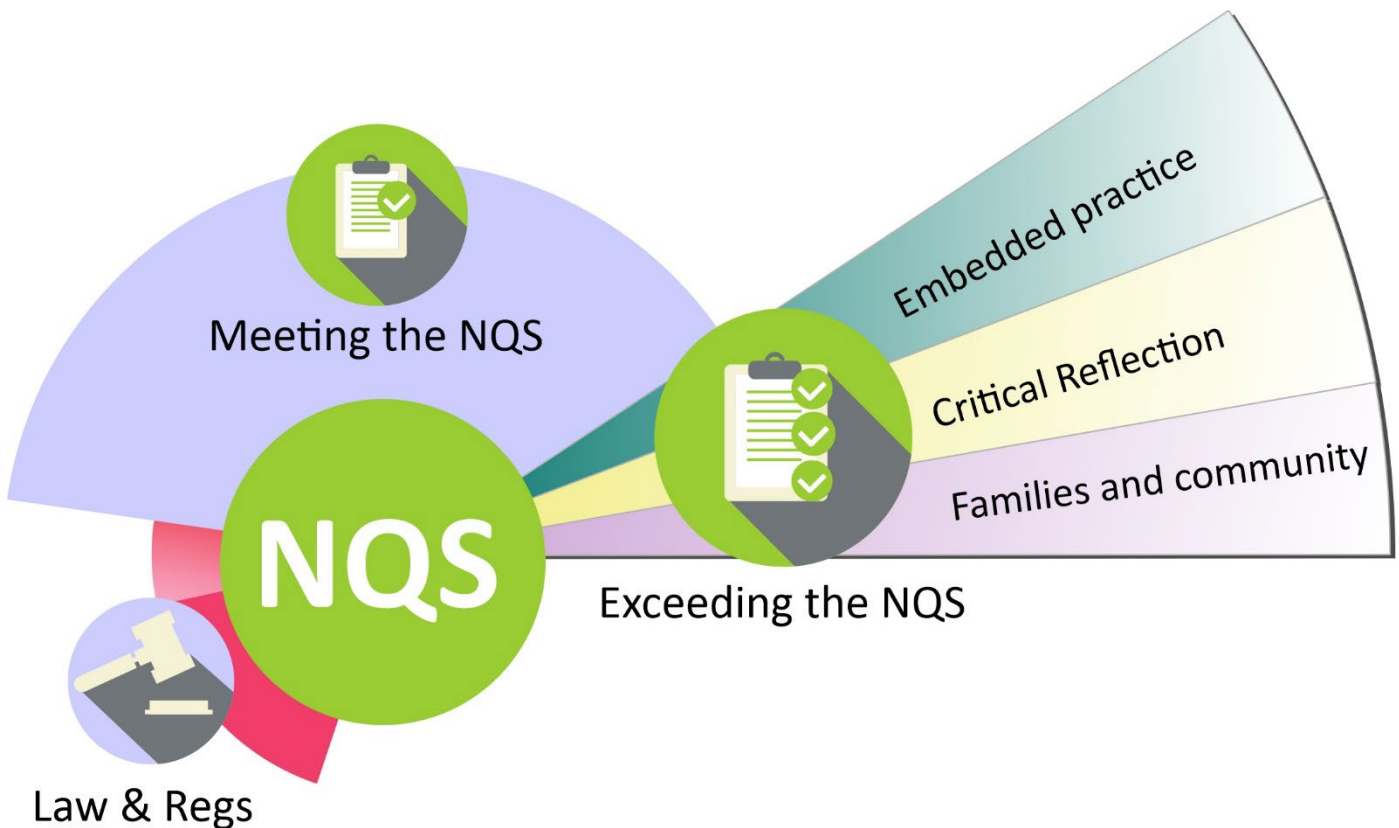 Meeting the NQS
Embedded practice
Critical Reflection
Families and community
NQS
Exceeding the NQS
Law & Regs